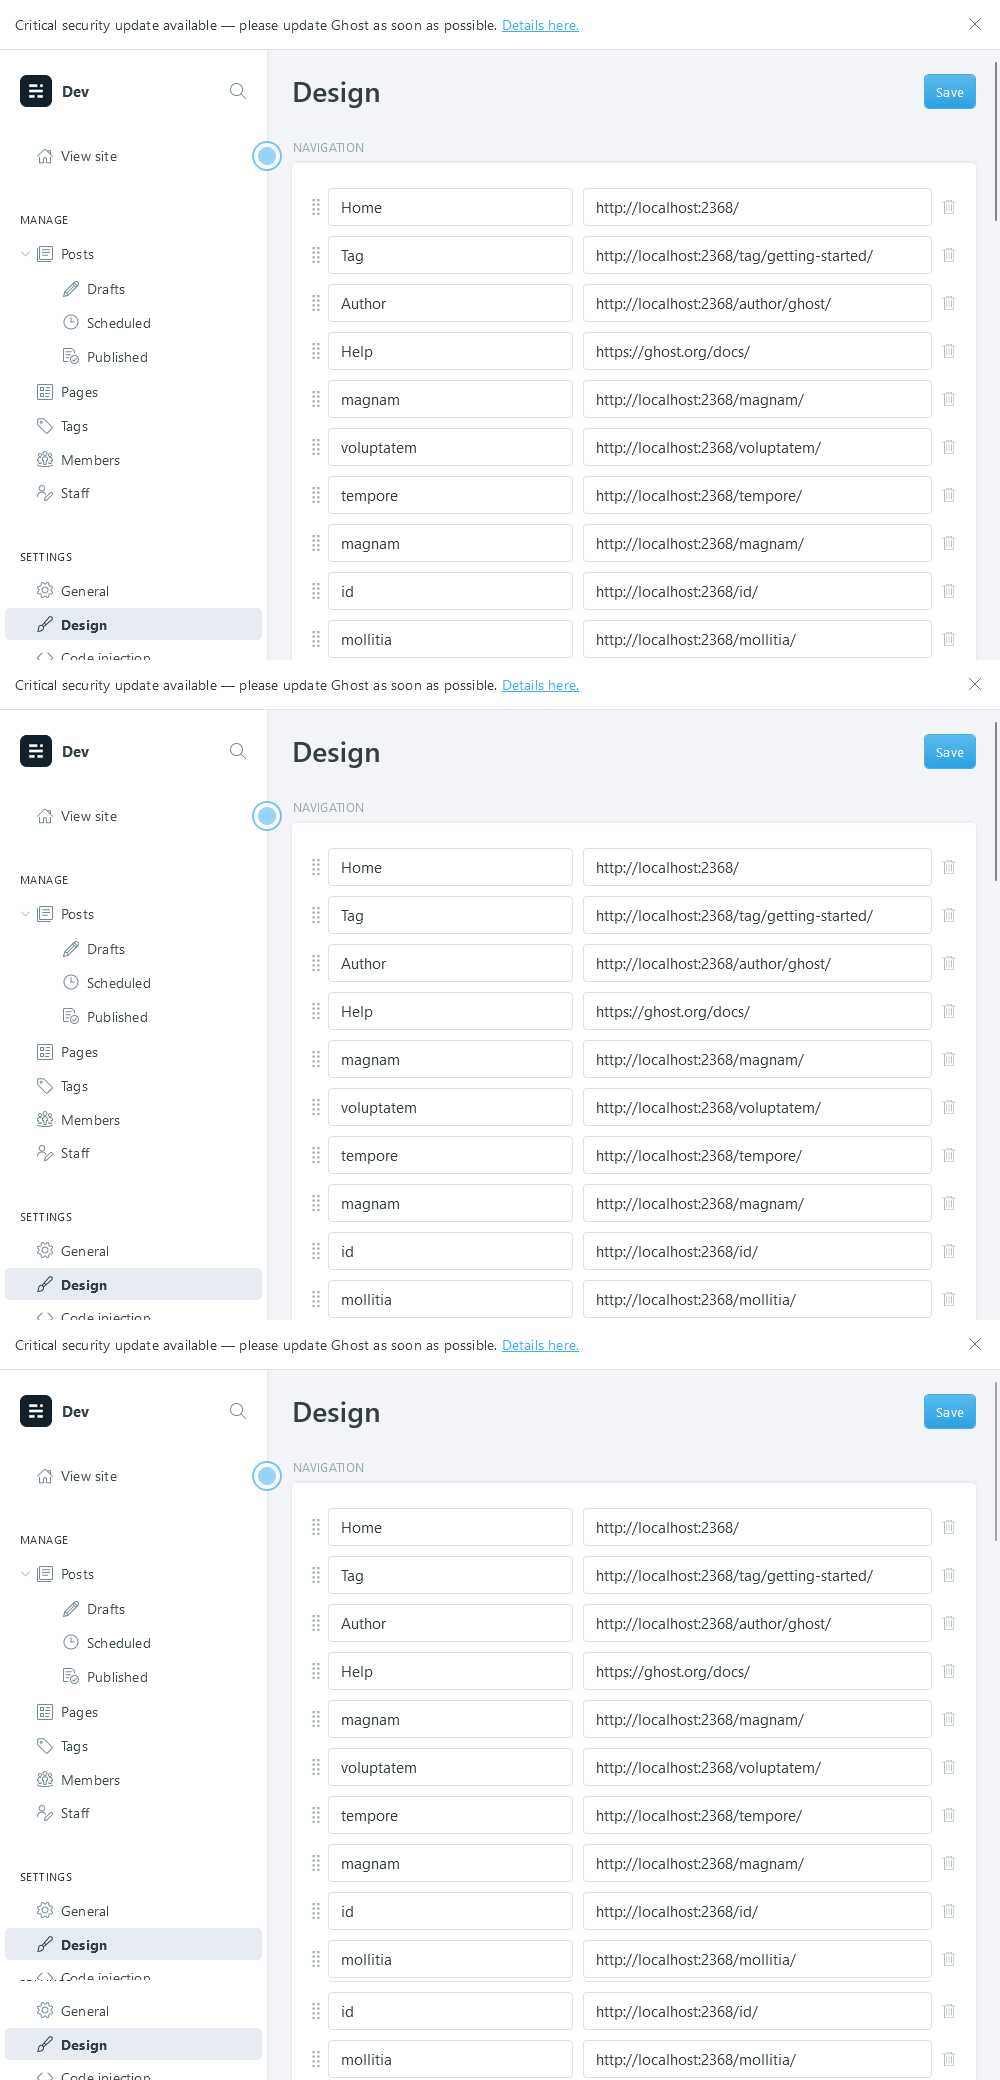 Critical security update available — please update Ghost as soon as possible. Details here.
Dev
Design
Save
View site
NAVIGATION
Home http://localhost:2368/
MANAGE
Posts
Tag http://localhost:2368/tag/getting-started/
Drafts
Author http://localhost:2368/author/ghost/
Scheduled
Published
Help https://ghost.org/docs/
Pages
magnam http://localhost:2368/magnam/
Tags
voluptatem http://localhost:2368/voluptatem/
Members
Staff
tempore http://localhost:2368/tempore/
magnam http://localhost:2368/magnam/
SETTINGS
General
id http://localhost:2368/id/
Design
mollitia http://localhost:2368/mollitia/
Code injection
Critical security update available — please update Ghost as soon as possible. Details here.
Dev
Design
Save
View site
NAVIGATION
Home http://localhost:2368/
MANAGE
Posts
Tag http://localhost:2368/tag/getting-started/
Drafts
Author http://localhost:2368/author/ghost/
Scheduled
Published
Help https://ghost.org/docs/
Pages
magnam http://localhost:2368/magnam/
Tags
voluptatem http://localhost:2368/voluptatem/
Members
Staff
tempore http://localhost:2368/tempore/
magnam http://localhost:2368/magnam/
SETTINGS
General
id http://localhost:2368/id/
Design
mollitia http://localhost:2368/mollitia/
Code injection
Critical security update available — please update Ghost as soon as possible. Details here.
Dev
Design
Save
View site
NAVIGATION
Home http://localhost:2368/
MANAGE
Posts
Tag http://localhost:2368/tag/getting-started/
Drafts
Author http://localhost:2368/author/ghost/
Scheduled
Published
Help https://ghost.org/docs/
Pages
magnam http://localhost:2368/magnam/
Tags
voluptatem http://localhost:2368/voluptatem/
Members
Staff
tempore http://localhost:2368/tempore/
magnam http://localhost:2368/magnam/
SETTINGS
General
id http://localhost:2368/id/
Design
mollitia http://localhost:2368/mollitia/
Code injection
General
id http://localhost:2368/id/
Design
mollitia http://localhost:2368/mollitia/
Code injection